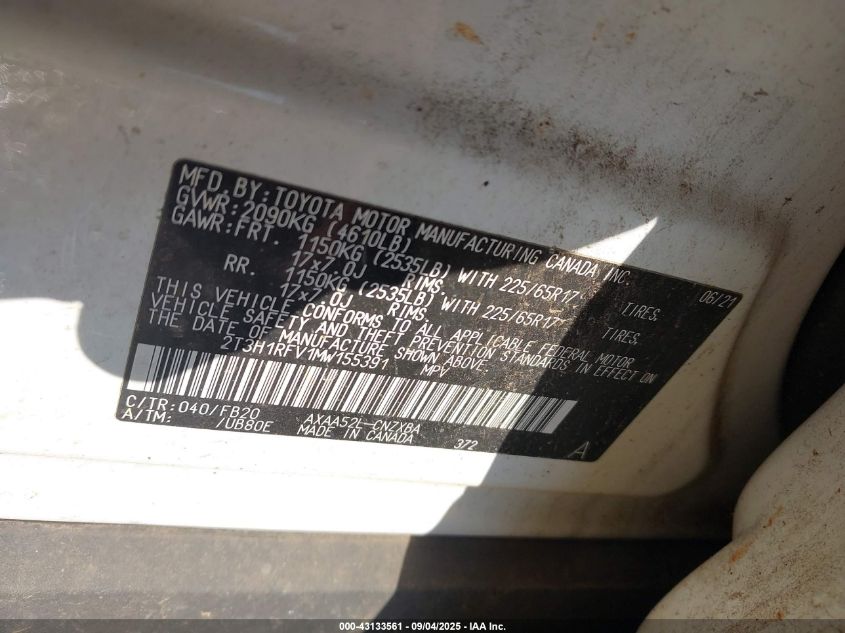 MFD. BY: TOYOTA MOTOR MANUFACTURING CANADA INC.
GVWR: 2090KG (4610LB) 06/21
GAWR: FRT. 1150KG (2535LB) WITH 225/65R17 TIRES,
17x7.0J RIMS
RR. 1150KG (2535LB) WITH 225/65R17 TIRES,
17x7.0J RIMS
THIS VEHICLE CONFORMS TO ALL APPLICABLE FEDERAL MOTOR
VEHICLE SAFETY AND THEFT PREVENTION STANDARDS IN EFFECT ON
THE DATE OF MANUFACTURE SHOWN ABOVE.
2T3H1RFV1MW155391 MPV
C/TR: 040/FB20 AXAA52L-CNZXBA
A/TM: /UB80E MADE IN CANADA 372 A
000-43133561 - 09/04/2025 - IAA Inc.